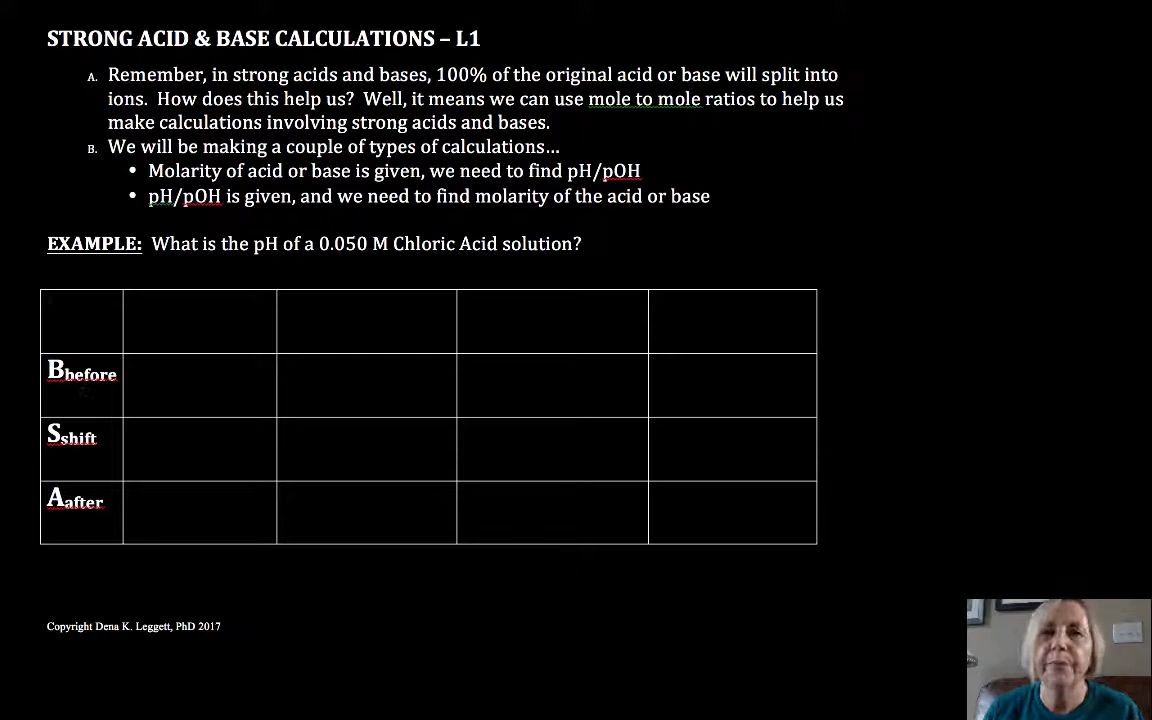 STRONG ACID & BASE CALCULATIONS – L1
A. Remember, in strong acids and bases, 100% of the original acid or base will split into
ions.  How does this help us?  Well, it means we can use mole to mole ratios to help us
make calculations involving strong acids and bases.
B. We will be making a couple of types of calculations…
• Molarity of acid or base is given, we need to find pH/pOH
• pH/pOH is given, and we need to find molarity of the acid or base
EXAMPLE:  What is the pH of a 0.050 M Chloric Acid solution?
Bbefore
Sshift
Aafter
Copyright Dena K. Leggett, PhD 2017